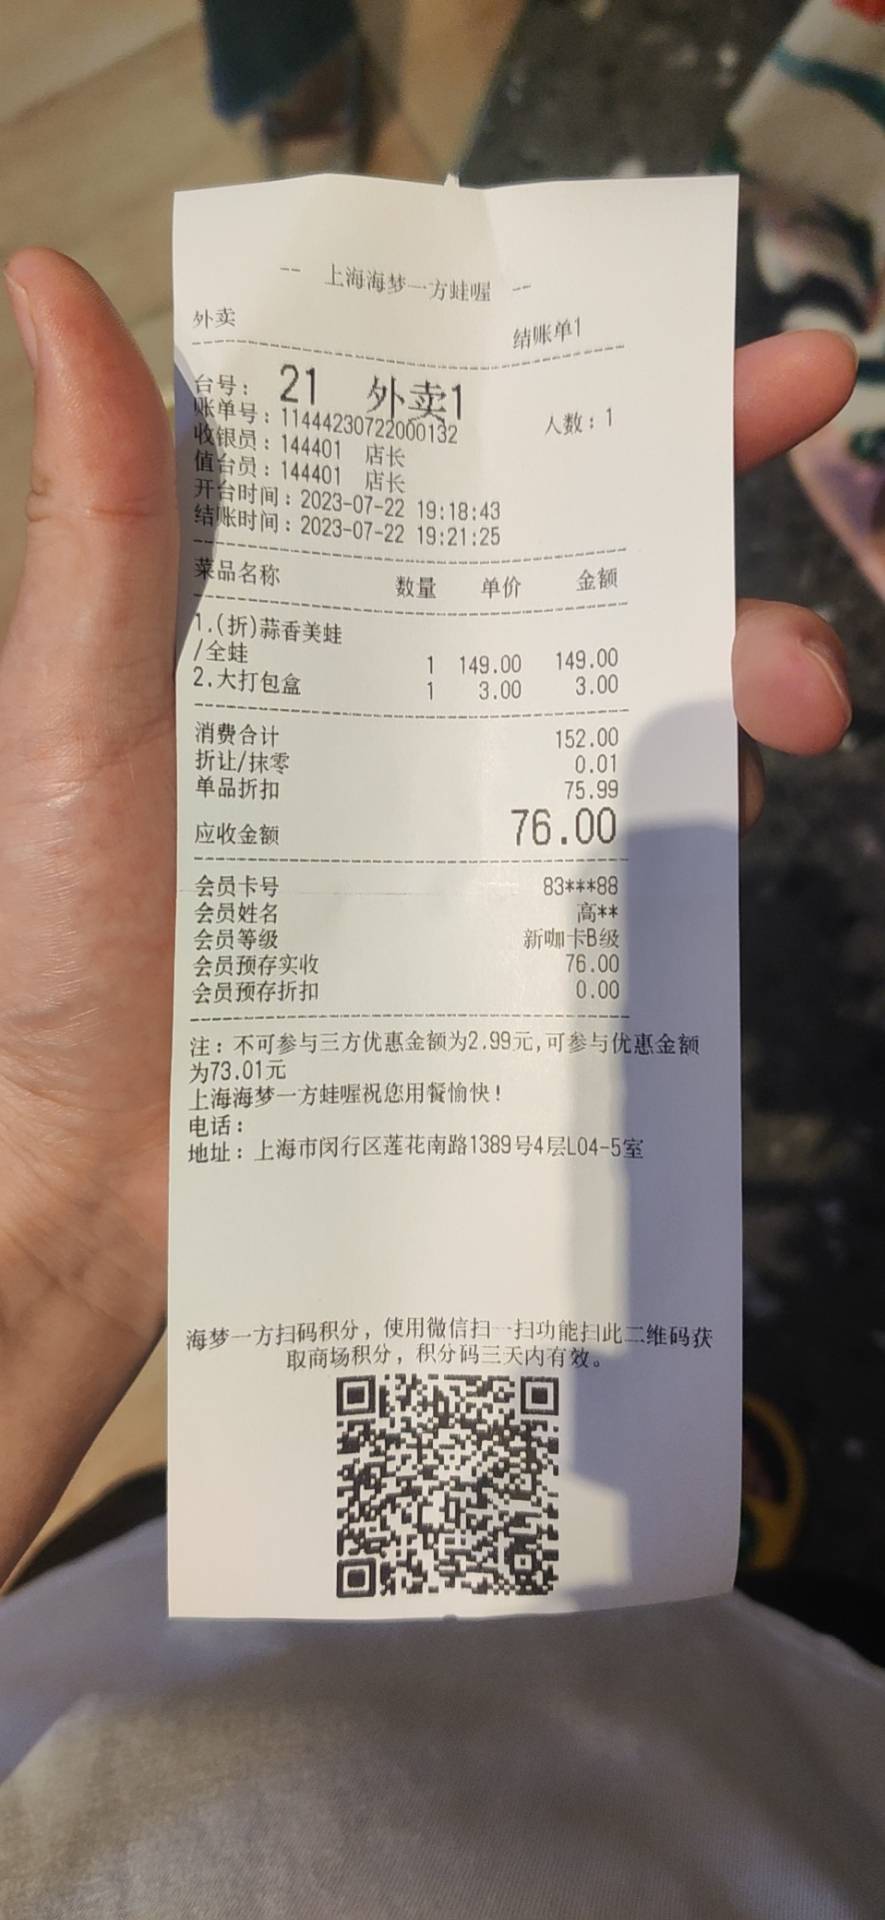 -- 上海海梦一方蛙喔 --
外卖 结账单1
台号： 21 外卖1
账单号：11444230722000132 人数：1
收银员：144401 店长
值台员：144401 店长
开台时间：2023-07-22 19:18:43
结账时间：2023-07-22 19:21:25
菜品名称 数量 单价 金额
1.(折)蒜香美蛙
/全蛙 1 149.00 149.00
2.大打包盒 1 3.00 3.00
消费合计 152.00
折让/抹零 0.01
单品折扣 75.99
应收金额 76.00
会员卡号 83***88
会员姓名 高**
会员等级 新咖卡B级
会员预存实收 76.00
会员预存折扣 0.00
注：不可参与三方优惠金额为2.99元,可参与优惠金额
为73.01元
上海海梦一方蛙喔祝您用餐愉快！
电话：
地址：上海市闵行区莲花南路1389号4层L04-5室
海梦一方扫码积分，使用微信扫一扫功能扫此二维码获
取商场积分，积分码三天内有效。